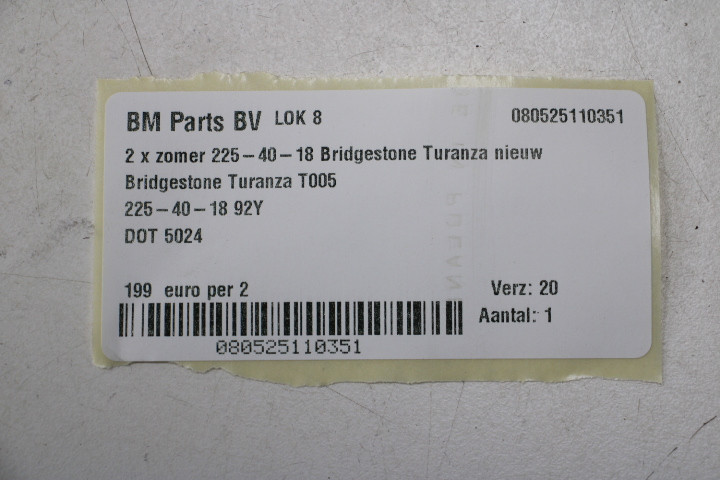 BM Parts BV LOK 8 080525110351
2 x zomer 225-40-18 Bridgestone Turanza nieuw
Bridgestone Turanza T005
225-40-18 92Y
DOT 5024
199 euro per 2 Verz: 20
Aantal: 1
080525110351